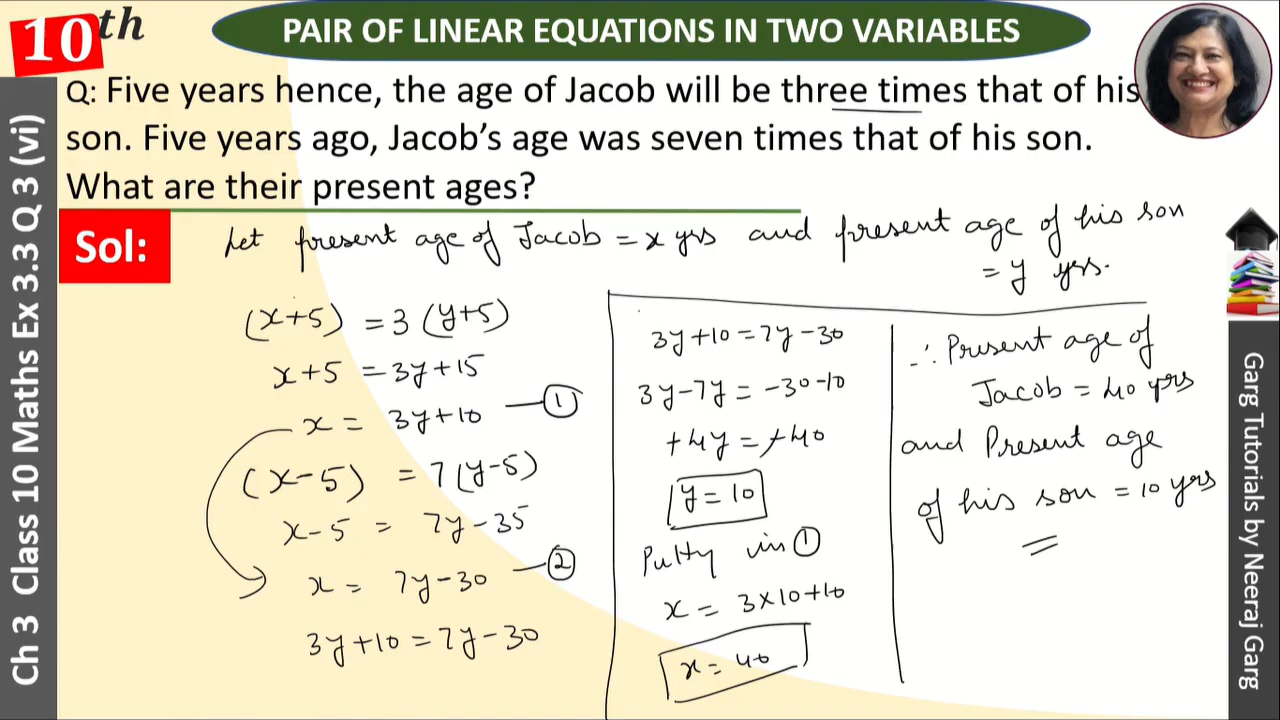 10th
PAIR OF LINEAR EQUATIONS IN TWO VARIABLES
Q: Five years hence, the age of Jacob will be three times that of his
son. Five years ago, Jacob's age was seven times that of his son.
What are their present ages?
Sol:
Let present age of Jacob = x yrs and present age of his son
= y yrs.
(x+5) = 3 (y+5)
x+5 = 3y+15
x = 3y+10 — ①
(x-5) = 7 (y-5)
x-5 = 7y-35
x = 7y-30 — ②
3y+10 = 7y-30
3y+10 = 7y-30
3y-7y = -30-10
+4y = +40
y = 10
Put y in ①
x = 3×10+10
x = 40
∴ Present age of
Jacob = 40 yrs
and Present age
of his son = 10 yrs
Ch 3 Class 10 Maths Ex 3.3 Q 3 (vi)
Garg Tutorials by Neeraj Garg